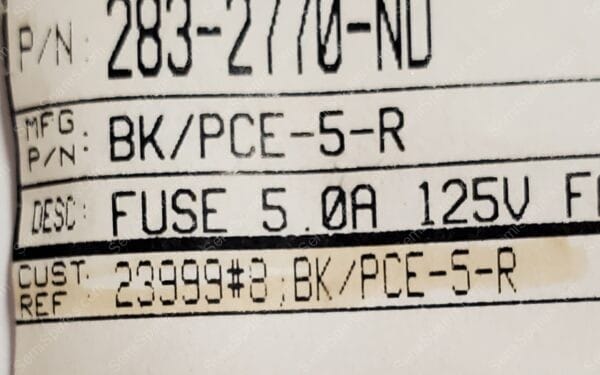 P/N: 283-2770-ND
MFG. P/N: BK/PCE-5-R
DESC: FUSE 5.0A 125V
CUST. REF : 23999#8;BK/PCE-5-R